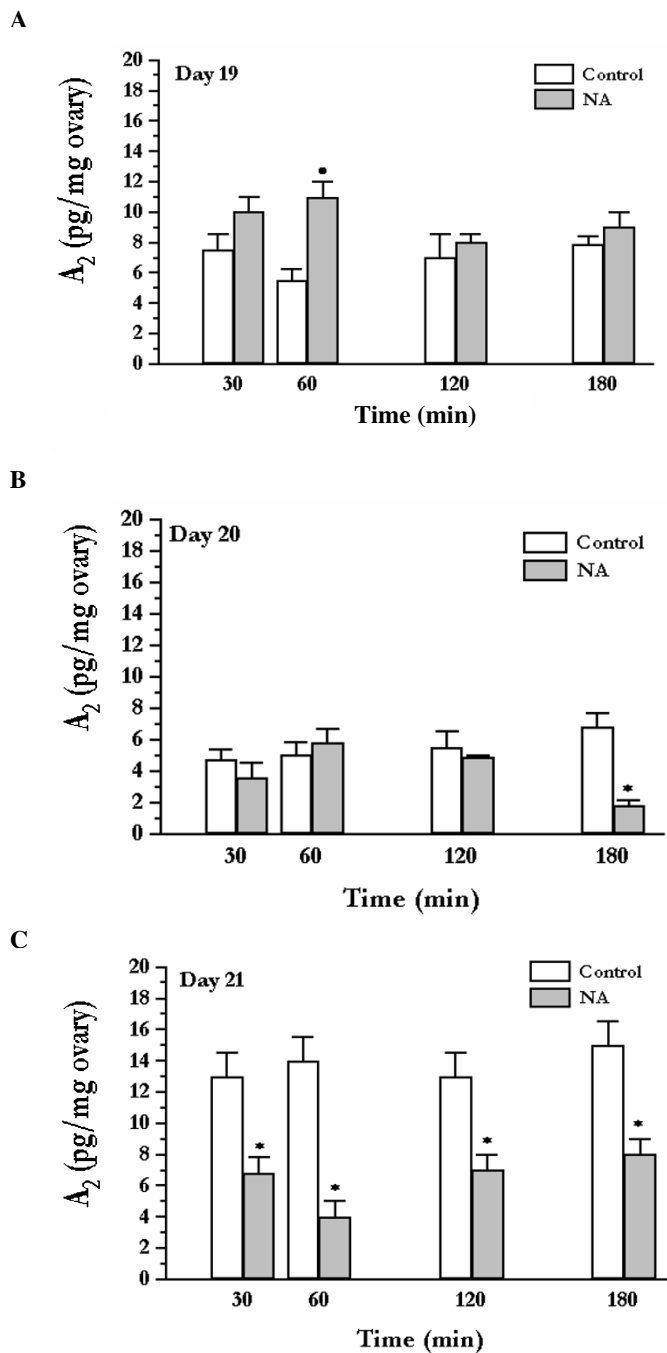 A
Day 19
Control
NA
A2 (pg/mg ovary)
20
18
16
14
12
10
8
6
4
2
0
•
30 60 120 180
Time (min)
B
Day 20
Control
NA
A2 (pg/mg ovary)
20
18
16
14
12
10
8
6
4
2
0
*
30 60 120 180
Time (min)
C
Day 21
Control
NA
A2 (pg/mg ovary)
20
18
16
14
12
10
8
6
4
2
0
* * * *
30 60 120 180
Time (min)